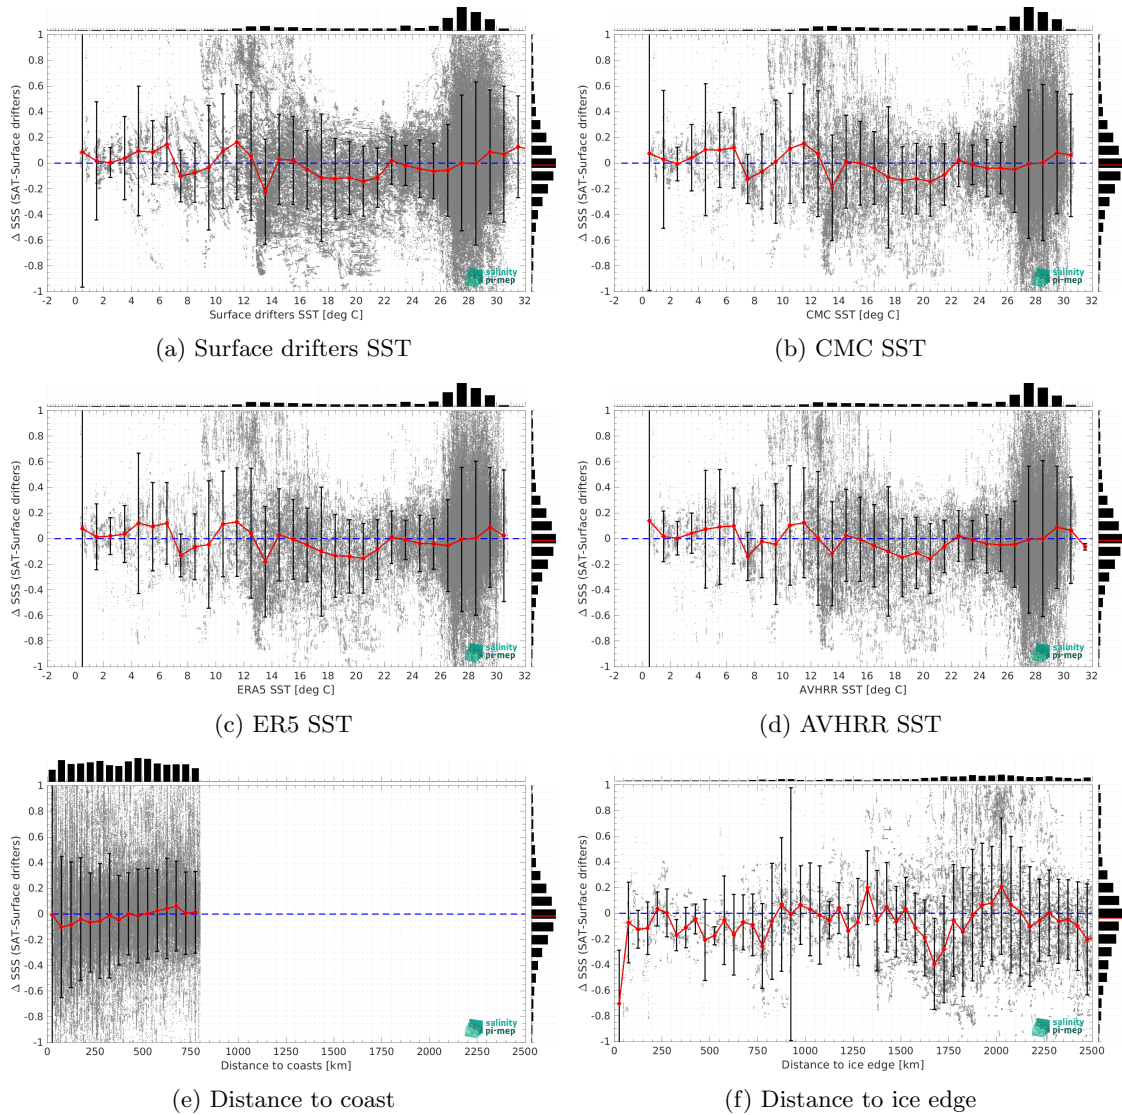 1
0.8
0.6
0.4
0.2
0
-0.2
-0.4
-0.6
-0.8
-1
Δ SSS (SAT-Surface drifters)
-2 0 2 4 6 8 10 12 14 16 18 20 22 24 26 28 30 32
Surface drifters SST [deg C]
salinity
pi-mep
(a) Surface drifters SST
1
0.8
0.6
0.4
0.2
0
-0.2
-0.4
-0.6
-0.8
-1
Δ SSS (SAT-Surface drifters)
-2 0 2 4 6 8 10 12 14 16 18 20 22 24 26 28 30 32
CMC SST [deg C]
salinity
pi-mep
(b) CMC SST
1
0.8
0.6
0.4
0.2
0
-0.2
-0.4
-0.6
-0.8
-1
Δ SSS (SAT-Surface drifters)
-2 0 2 4 6 8 10 12 14 16 18 20 22 24 26 28 30 32
ERA5 SST [deg C]
salinity
pi-mep
(c) ER5 SST
1
0.8
0.6
0.4
0.2
0
-0.2
-0.4
-0.6
-0.8
-1
Δ SSS (SAT-Surface drifters)
-2 0 2 4 6 8 10 12 14 16 18 20 22 24 26 28 30 32
AVHRR SST [deg C]
salinity
pi-mep
(d) AVHRR SST
1
0.8
0.6
0.4
0.2
0
-0.2
-0.4
-0.6
-0.8
-1
Δ SSS (SAT-Surface drifters)
0 250 500 750 1000 1250 1500 1750 2000 2250 2500
Distance to coasts [km]
salinity
pi-mep
(e) Distance to coast
1
0.8
0.6
0.4
0.2
0
-0.2
-0.4
-0.6
-0.8
-1
Δ SSS (SAT-Surface drifters)
0 250 500 750 1000 1250 1500 1750 2000 2250 2500
Distance to ice edge [km]
salinity
pi-mep
(f) Distance to ice edge